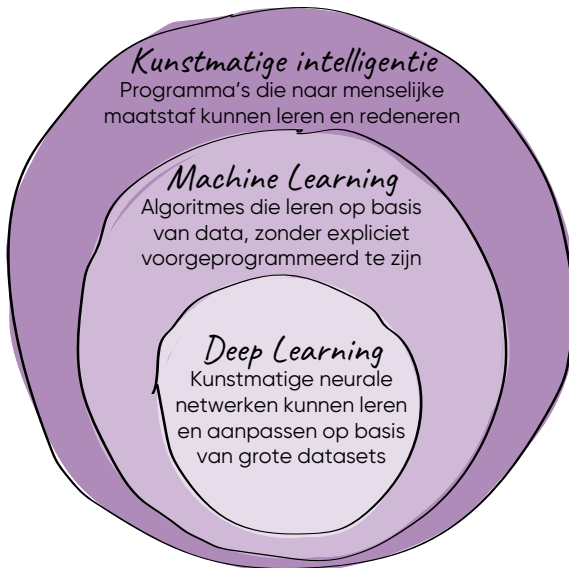 Kunstmatige intelligentie
Programma's die naar menselijke
maatstaf kunnen leren en redeneren
Machine Learning
Algoritmes die leren op basis
van data, zonder expliciet
voorgeprogrammeerd te zijn
Deep Learning
Kunstmatige neurale
netwerken kunnen leren
en aanpassen op basis
van grote datasets